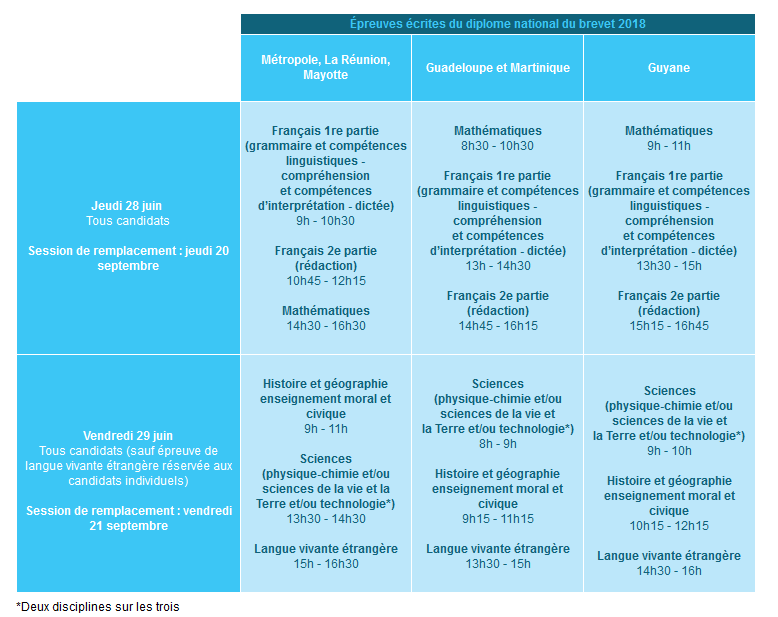 Épreuves écrites du diplome national du brevet 2018
Métropole, La Réunion,
Mayotte
Guadeloupe et Martinique
Guyane
Jeudi 28 juin
Tous candidats
Session de remplacement : jeudi 20
septembre
Français 1re partie
(grammaire et compétences
linguistiques -
compréhension
et compétences
d'interprétation - dictée)
9h - 10h30
Français 2e partie
(rédaction)
10h45 - 12h15
Mathématiques
14h30 - 16h30
Mathématiques
8h30 - 10h30
Français 1re partie
(grammaire et compétences
linguistiques -
compréhension
et compétences
d'interprétation - dictée)
13h - 14h30
Français 2e partie
(rédaction)
14h45 - 16h15
Mathématiques
9h - 11h
Français 1re partie
(grammaire et compétences
linguistiques -
compréhension
et compétences
d'interprétation - dictée)
13h30 - 15h
Français 2e partie
(rédaction)
15h15 - 16h45
Vendredi 29 juin
Tous candidats (sauf épreuve de
langue vivante étrangère réservée aux
candidats individuels)
Session de remplacement : vendredi
21 septembre
Histoire et géographie
enseignement moral et
civique
9h - 11h
Sciences
(physique-chimie et/ou
sciences de la vie et la
Terre et/ou technologie*)
13h30 - 14h30
Langue vivante étrangère
15h - 16h30
Sciences
(physique-chimie et/ou
sciences de la vie et
la Terre et/ou technologie*)
8h - 9h
Histoire et géographie
enseignement moral et
civique
9h15 - 11h15
Langue vivante étrangère
13h30 - 15h
Sciences
(physique-chimie et/ou
sciences de la vie et
la Terre et/ou technologie*)
9h - 10h
Histoire et géographie
enseignement moral et
civique
10h15 - 12h15
Langue vivante étrangère
14h30 - 16h
*Deux disciplines sur les trois